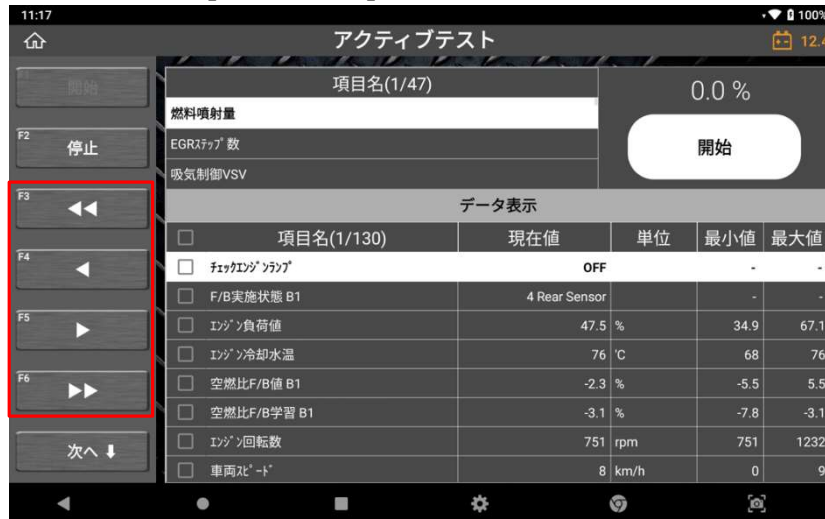 11:17
100%
アクティブテスト
12.4
開始
項目名(1/47)
0.0 %
燃料噴射量
EGRｽﾃｯﾌﾟ数
吸気制御VSV
開始
F2
停止
F3
F4
F5
F6
次へ
データ表示
項目名(1/130) 現在値 単位 最小値 最大値
ﾁｪｯｸｴﾝｼﾞﾝﾗﾝﾌﾟ OFF - -
F/B実施状態 B1 4 Rear Sensor - -
ｴﾝｼﾞﾝ負荷値 47.5 % 34.9 67.1
ｴﾝｼﾞﾝ冷却水温 76 ℃ 68 76
空燃比F/B値 B1 -2.3 % -5.5 5.5
空燃比F/B学習 B1 -3.1 % -7.8 -3.1
ｴﾝｼﾞﾝ回転数 751 rpm 751 1232
車両ｽﾋﾟｰﾄﾞ 8 km/h 0 9